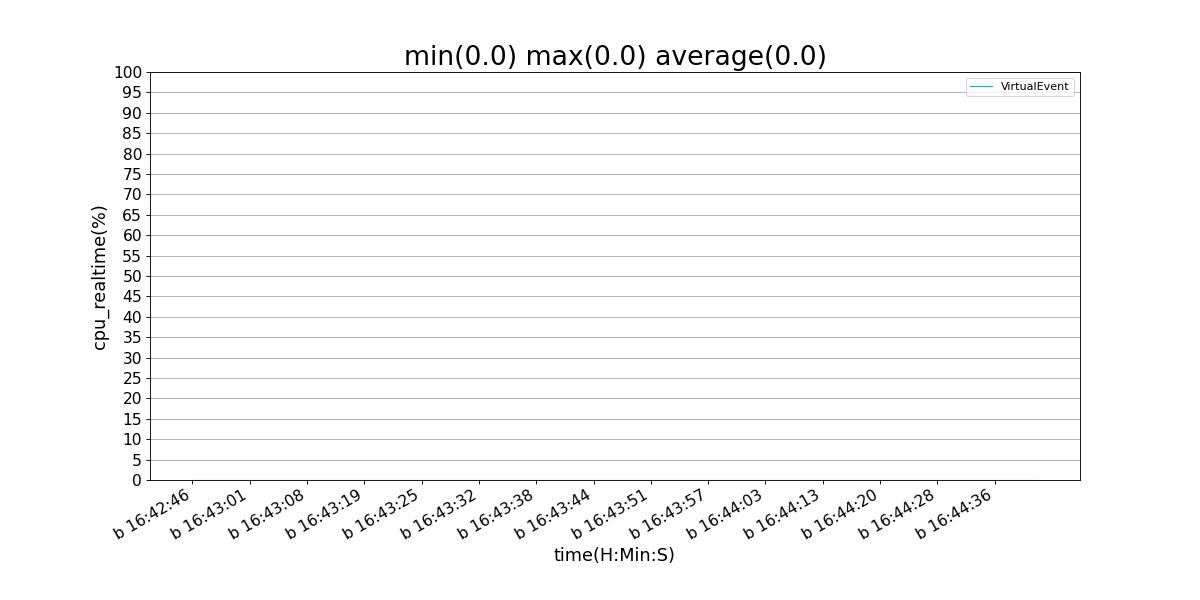 min(0.0) max(0.0) average(0.0)
VirtualEvent
100
95
90
85
80
75
70
65
60
55
50
45
40
35
30
25
20
15
10
5
0
cpu_realtime(%)
b 16:42:46
b 16:43:01
b 16:43:08
b 16:43:19
b 16:43:25
b 16:43:32
b 16:43:38
b 16:43:44
b 16:43:51
b 16:43:57
b 16:44:03
b 16:44:13
b 16:44:20
b 16:44:28
b 16:44:36
time(H:Min:S)